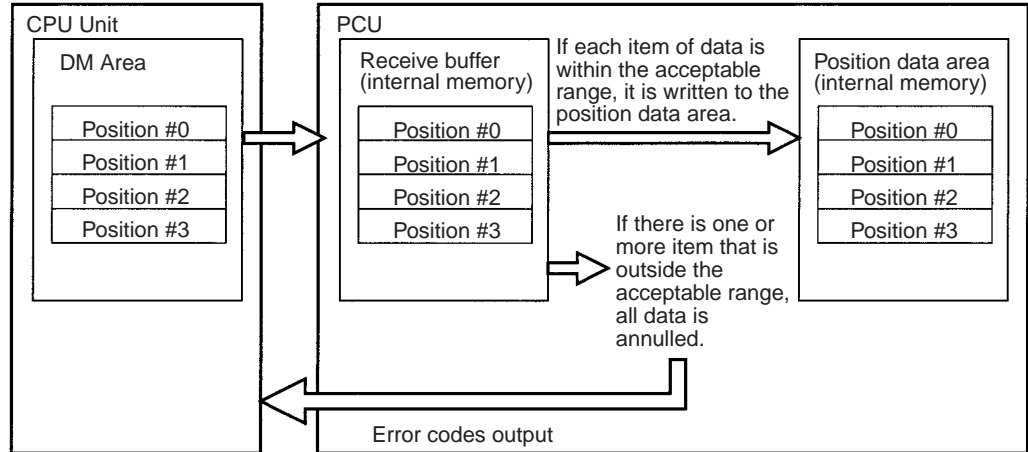 CPU Unit
DM Area
Position #0
Position #1
Position #2
Position #3
PCU
Receive buffer
(internal memory)
Position #0
Position #1
Position #2
Position #3
If each item of data is
within the acceptable
range, it is written to the
position data area.
If there is one or
more item that is
outside the
acceptable range,
all data is
annulled.
Position data area
(internal memory)
Position #0
Position #1
Position #2
Position #3
Error codes output